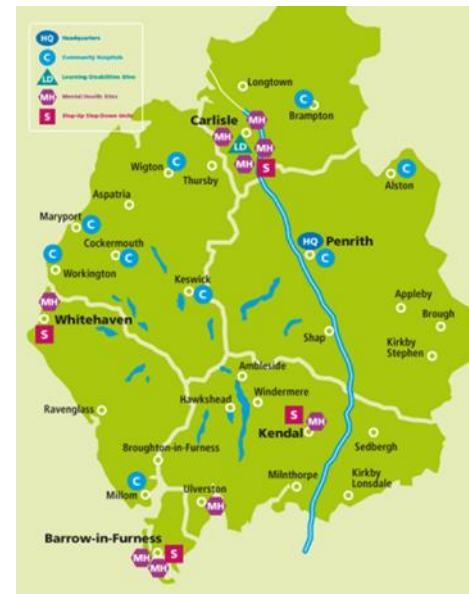 HQ Headquarters
C Community Hospitals
LD Learning Disabilities Sites
MH Mental Health Sites
S Step-Up Step-Down Units
Longtown
C
Brampton
Carlisle
MH
MH
LD
MH
MH
S
Wigton
C
Thursby
C
Alston
Aspatria
Maryport
C
Cockermouth
C
HQ
Penrith
C
C
Workington
Keswick
C
MH
Whitehaven
S
Appleby
Brough
Shap
Kirkby
Stephen
Ambleside
Windermere
Hawkshead
Ravenglass
S
MH
Kendal
Sedbergh
Broughton-in-Furness
Milnthorpe
Kirkby
Lonsdale
C
Millom
Ulverston
MH
Barrow-in-Furness
MH
MH
S